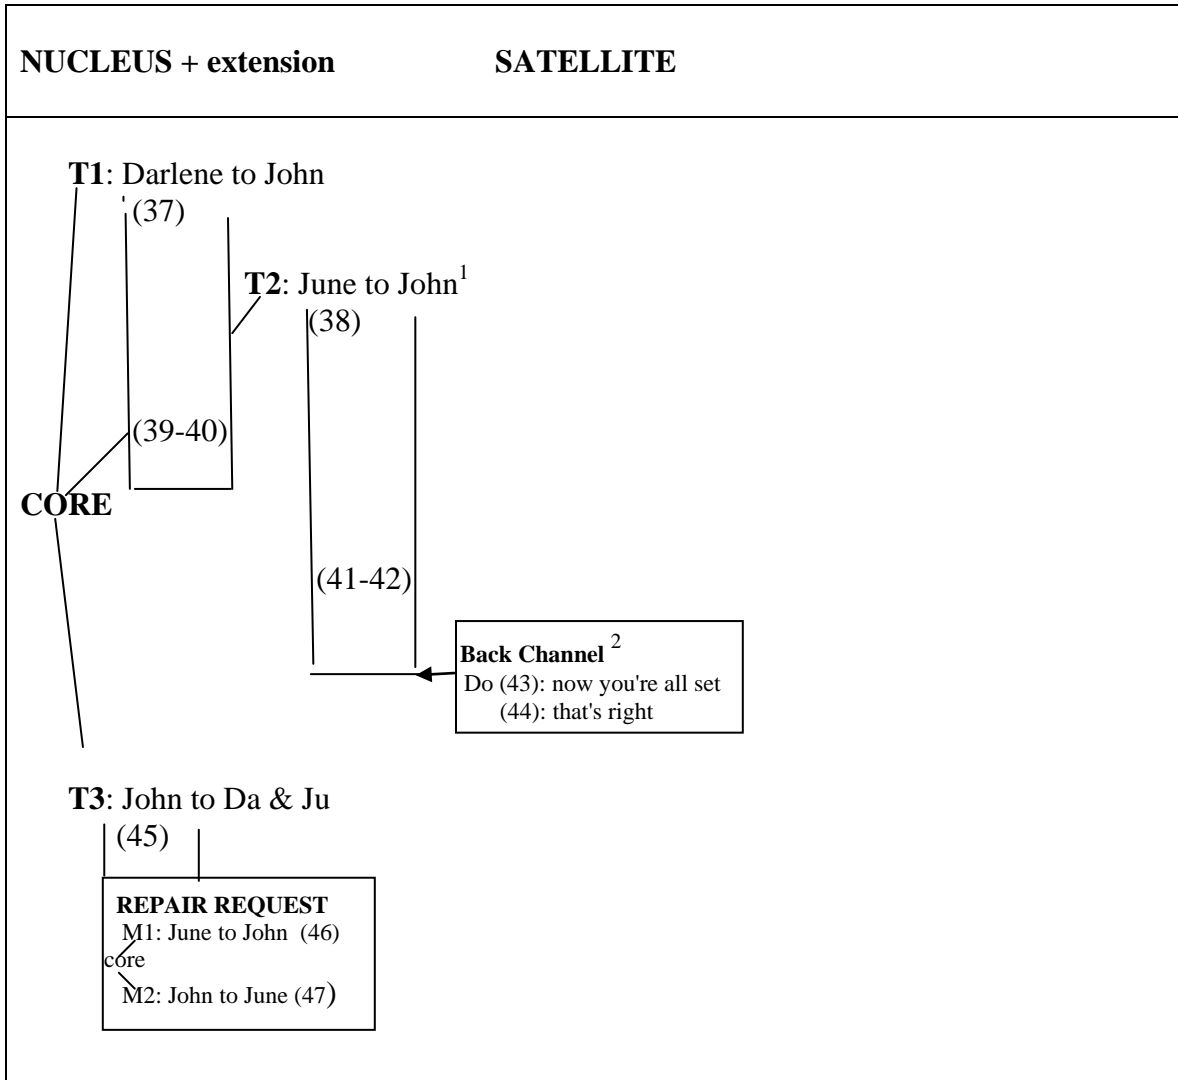 NUCLEUS + extension SATELLITE
T1: Darlene to John
(37)
T2: June to John1
(38)
(39-40)
CORE
(41-42)
Back Channel 2
Do (43): now you're all set
(44): that's right
T3: John to Da & Ju
(45)
REPAIR REQUEST
M1: June to John (46)
core
M2: John to June (47)